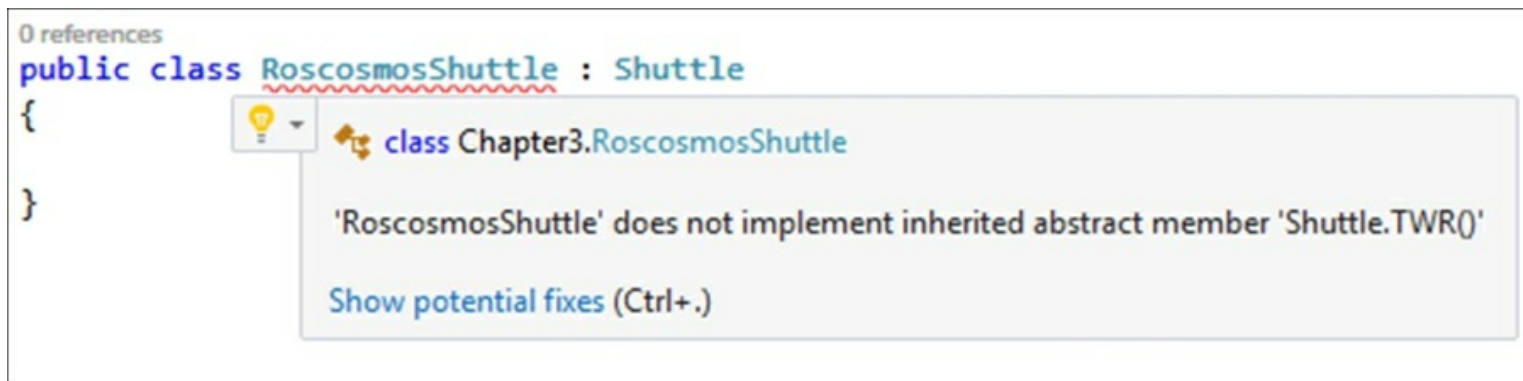 0 references
public class RoscosmosShuttle : Shuttle
{
class Chapter3.RoscosmosShuttle
}
'RoscosmosShuttle' does not implement inherited abstract member 'Shuttle.TWR()'
Show potential fixes (Ctrl+.)